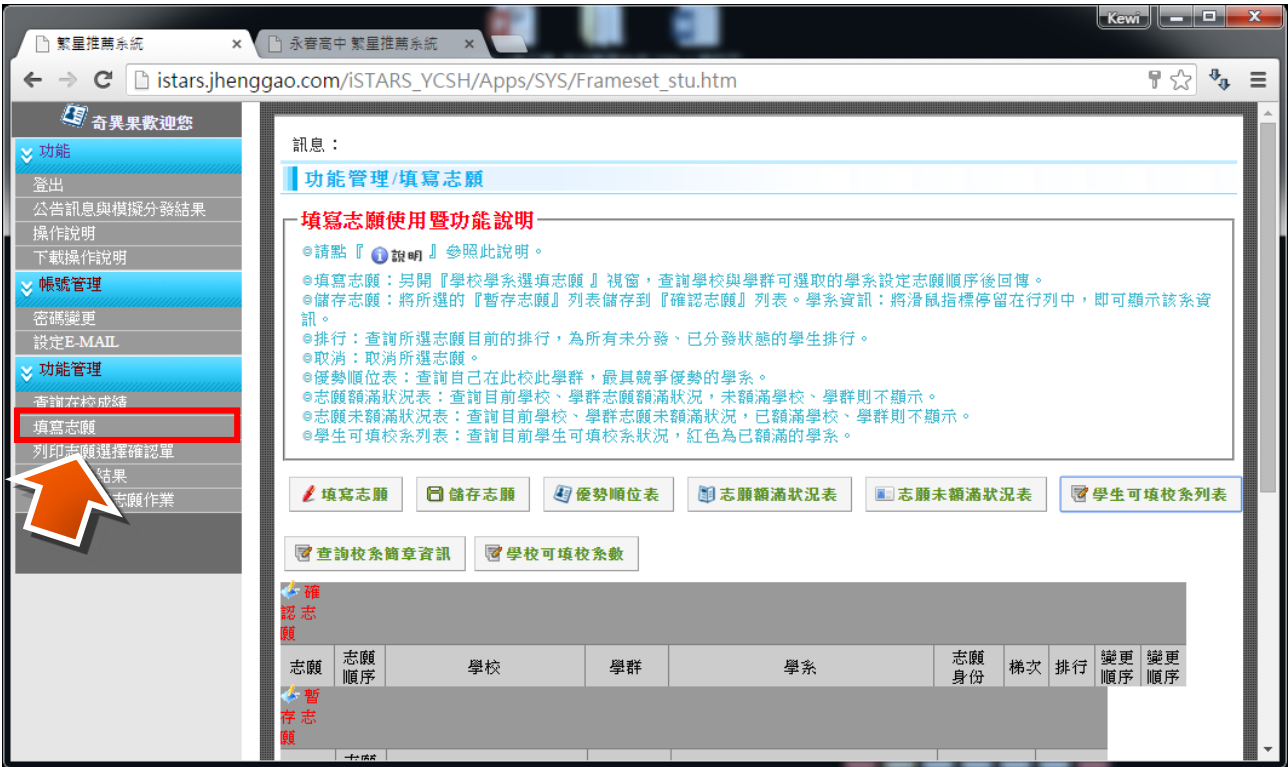 Kewi
繁星推薦系統
永春高中 繁星推薦系統
istars.jhenggao.com/iSTARS_YCSH/Apps/SYS/Frameset_stu.htm
奇異果歡迎您
功能
登出
公告訊息與模擬分發結果
操作說明
下載操作說明
帳號管理
密碼變更
設定E-MAIL
功能管理
查詢在校成績
填寫志願
列印志願選擇確認單
結果
志願作業
訊息：
功能管理/填寫志願
填寫志願使用暨功能說明
◎請點『 說明 』參照此說明。
◎填寫志願：另開『學校學系選填志願 』視窗，查詢學校與學群可選取的學系設定志願順序後回傳。
◎儲存志願：將所選的『暫存志願』列表儲存到『確認志願』列表。學系資訊：將滑鼠指標停留在行列中，即可顯示該系資
訊。
◎排行：查詢所選志願目前的排行，為所有未分發、已分發狀態的學生排行。
◎取消：取消所選志願。
◎優勢順位表：查詢自己在此校此學群，最具競爭優勢的學系。
◎志願額滿狀況表：查詢目前學校、學群志願額滿狀況，未額滿學校、學群則不顯示。
◎志願未額滿狀況表：查詢目前學校、學群志願未額滿狀況，已額滿學校、學群則不顯示。
◎學生可填校系列表：查詢目前學生可填校系狀況，紅色為已額滿的學系。
填寫志願 儲存志願 優勢順位表 志願額滿狀況表 志願未額滿狀況表 學生可填校系列表
查詢校系簡章資訊 學校可填校系數
確
認 志
願
志願 志願順序 學校 學群 學系 志願身份 梯次 排行 變更順序 變更順序
暫
存 志
願